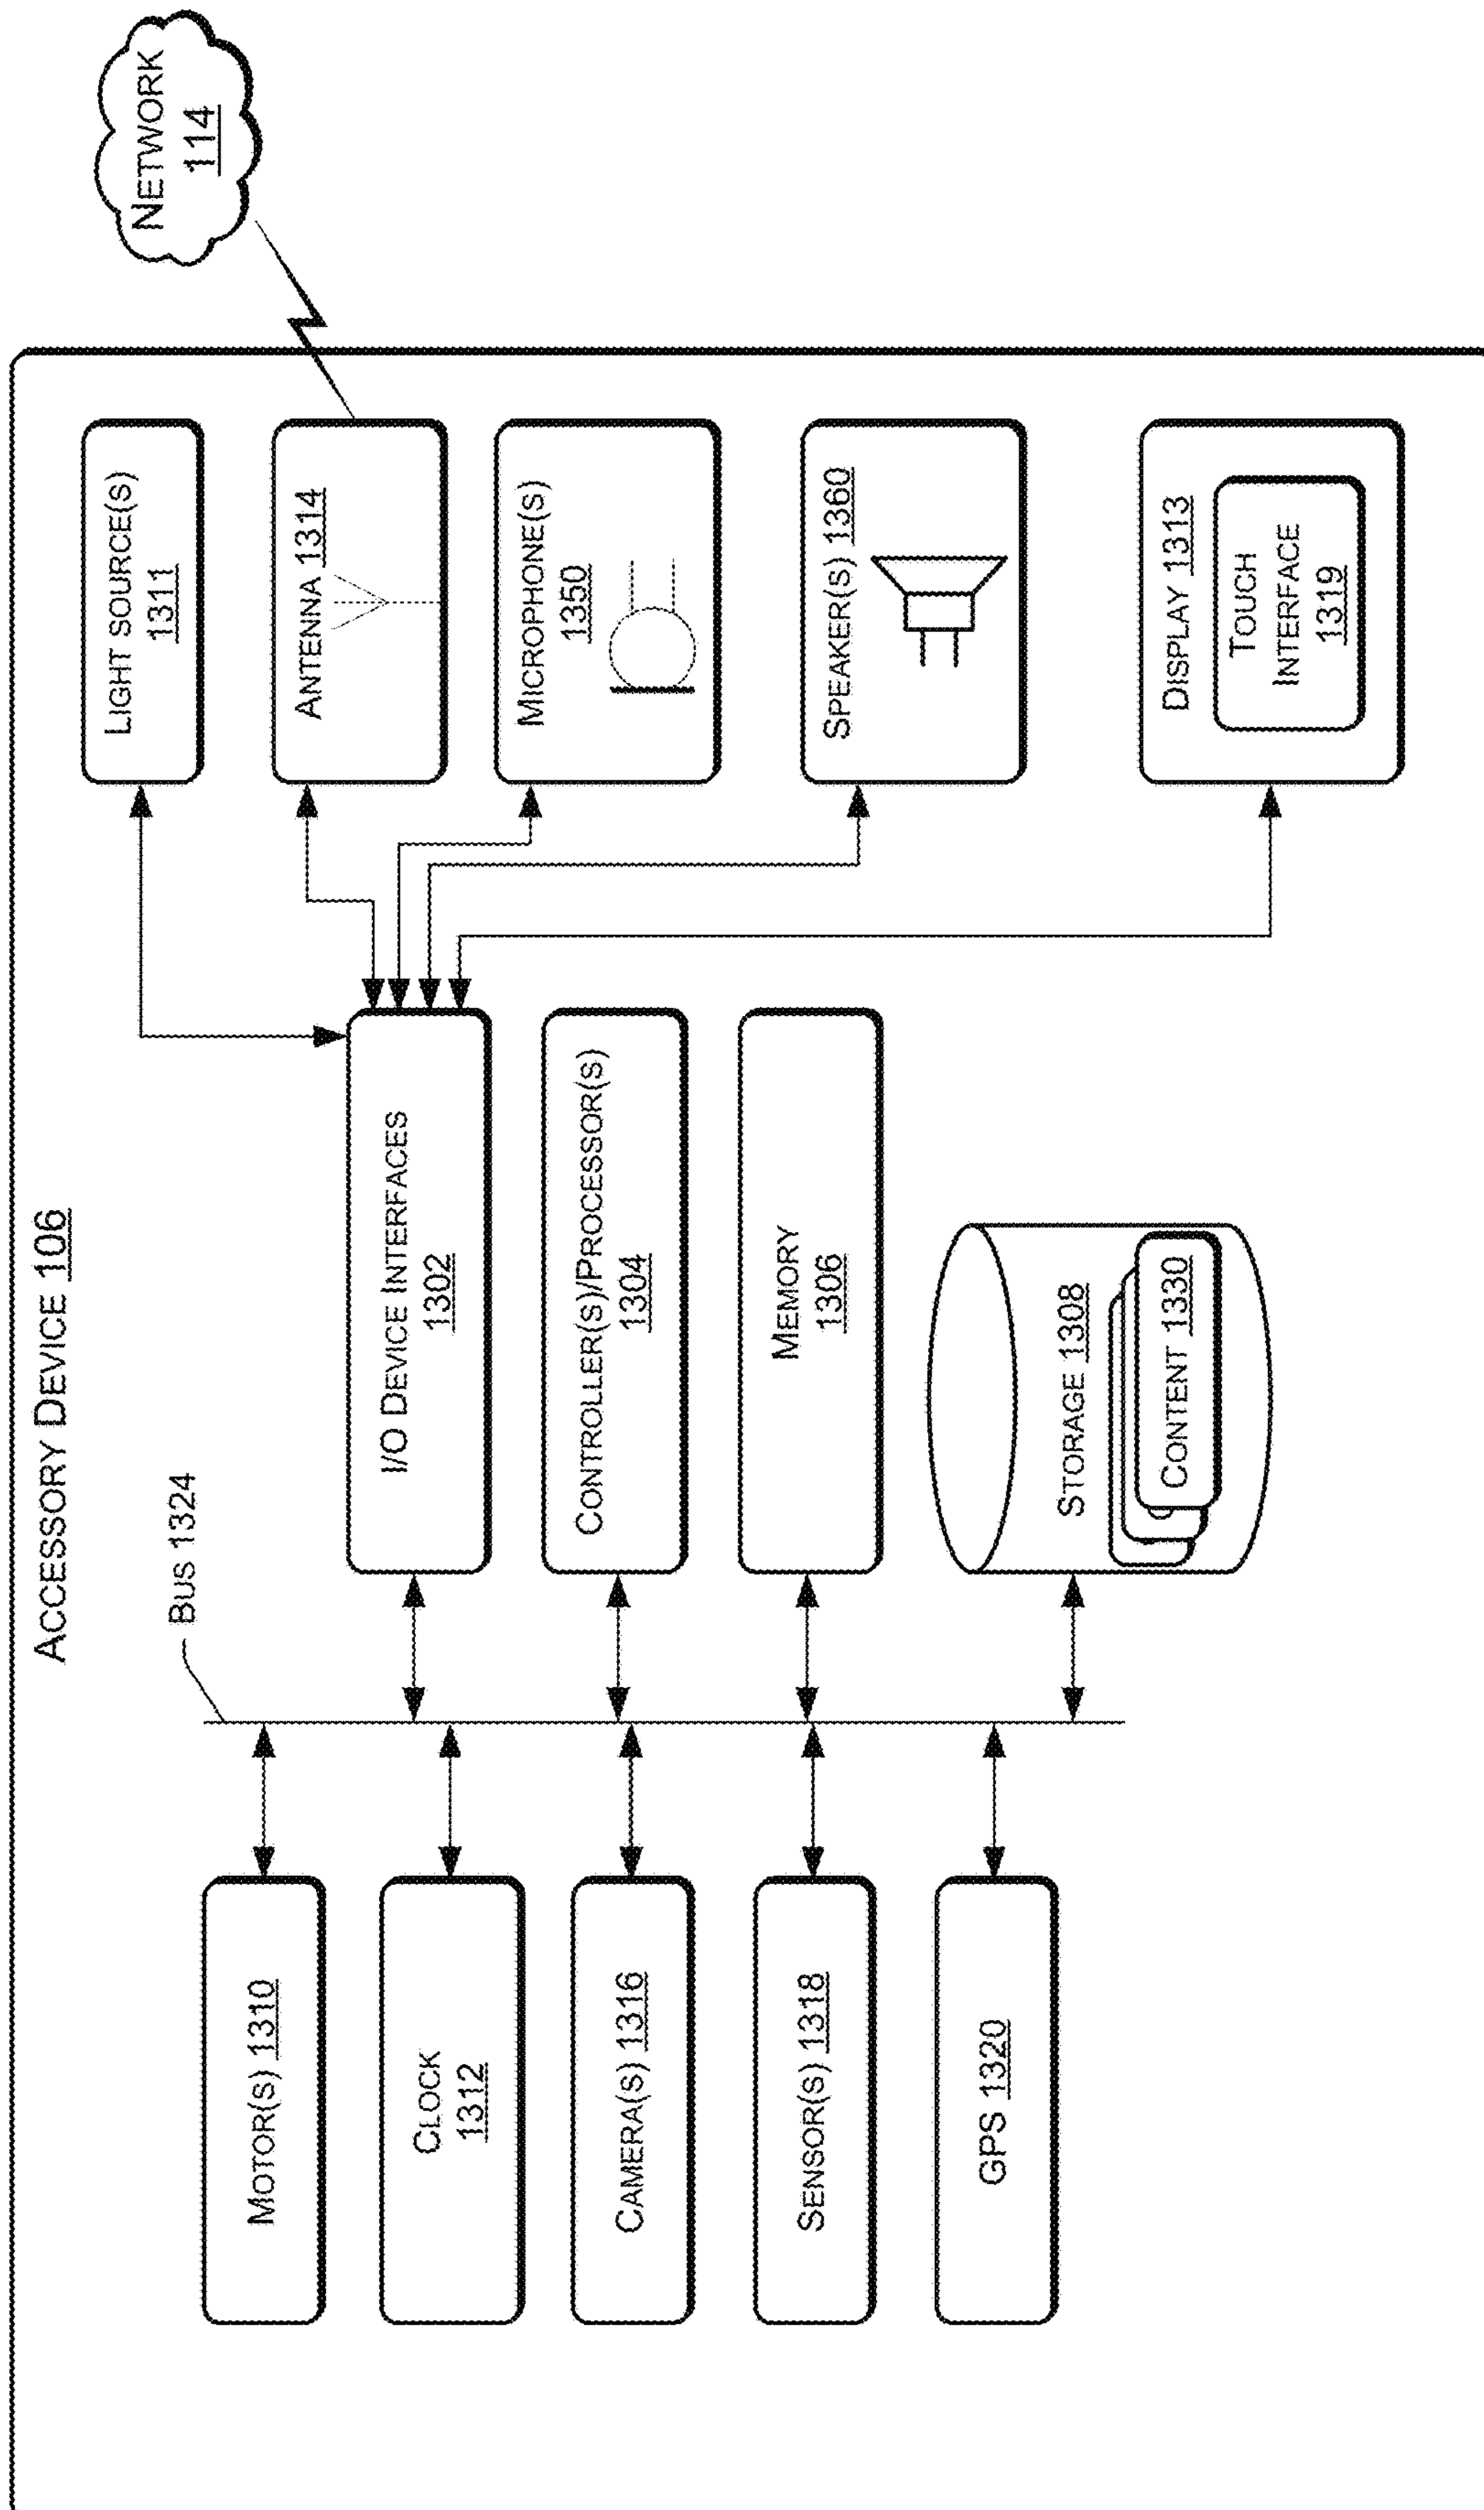 ACCESSORY DEVICE 106
BUS 1324
MOTOR(S) 1310
CLOCK
1312
CAMERA(S) 1316
SENSOR(S) 1318
GPS 1320
I/O DEVICE INTERFACES
1302
CONTROLLER(S)/PROCESSOR(S)
1304
MEMORY
1306
STORAGE 1308
CONTENT 1330
LIGHT SOURCE(S)
1311
ANTENNA 1314
MICROPHONE(S)
1350
SPEAKER(S) 1360
DISPLAY 1313
TOUCH
INTERFACE
1319
NETWORK
114